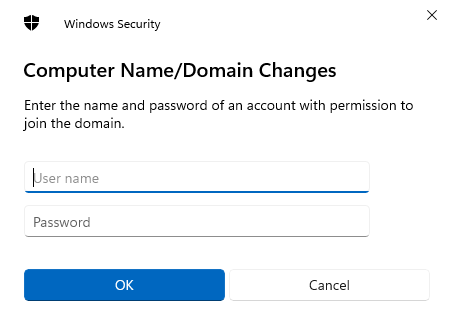 Windows Security
Computer Name/Domain Changes
Enter the name and password of an account with permission to
join the domain.
User name
Password
OK
Cancel